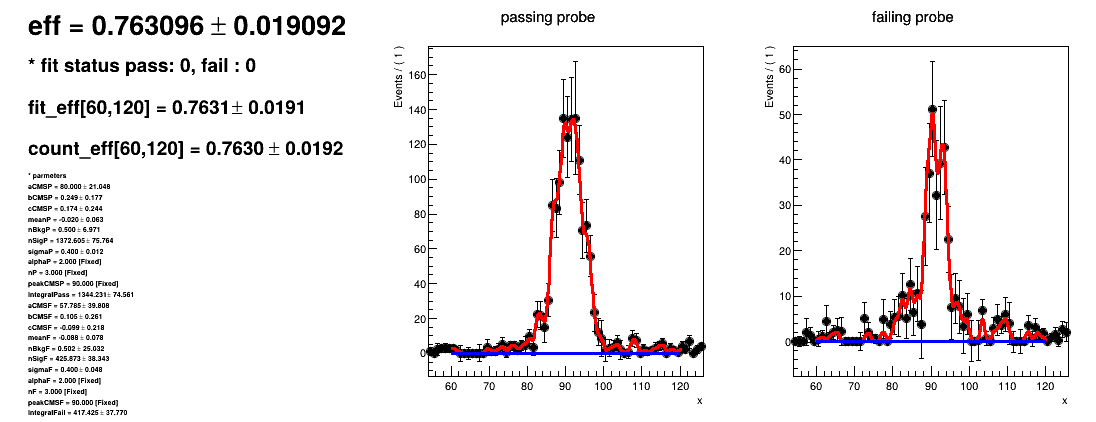 eff = 0.763096 ± 0.019092
* fit status pass: 0, fail : 0
fit_eff[60,120] = 0.7631± 0.0191
count_eff[60,120] = 0.7630 ± 0.0192
* parmeters
aCMSP = 80.000 ± 21.048
bCMSP = 0.249 ± 0.177
cCMSP = 0.174 ± 0.244
meanP = -0.020 ± 0.063
nBkgP = 0.500 ± 6.971
nSigP = 1372.605 ± 75.764
sigmaP = 0.400 ± 0.012
alphaP = 2.000 [Fixed]
nP = 3.000 [Fixed]
peakCMSP = 90.000 [Fixed]
IntegralPass = 1344.231± 74.561
aCMSF = 57.785 ± 39.808
bCMSF = 0.105 ± 0.261
cCMSF = -0.099 ± 0.218
meanF = -0.088 ± 0.078
nBkgF = 0.502 ± 25.032
nSigF = 425.873 ± 38.343
sigmaF = 0.400 ± 0.048
alphaF = 2.000 [Fixed]
nF = 3.000 [Fixed]
peakCMSF = 90.000 [Fixed]
IntegralFail = 417.425 ± 37.770
passing probe
Events / ( 1 )
160
140
120
100
80
60
40
20
0
60 70 80 90 100 110 120
x
failing probe
Events / ( 1 )
60
50
40
30
20
10
0
60 70 80 90 100 110 120
x